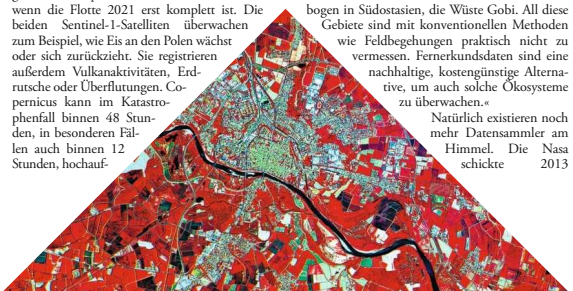 wenn die Flotte 2021 erst komplett ist. Die
beiden Sentinel-1-Satelliten überwachen
zum Beispiel, wie Eis an den Polen wächst
oder sich zurückzieht. Sie registrieren
außerdem Vulkanaktivitäten, Erd-
rutsche oder Überflutungen. Co-
pernicus kann im Katastro-
phenfall binnen 48 Stun-
den, in besonderen Fäl-
len auch binnen 12
Stunden, hochauf-
bogen in Südostasien, die Wüste Gobi. All diese
Gebiete sind mit konventionellen Methoden
wie Feldbegehungen praktisch nicht zu
vermessen. Fernerkundsdaten sind eine
nachhaltige, kostengünstige Alterna-
tive, um auch solche Ökosysteme
zu überwachen.«
Natürlich existieren noch
mehr Datensammler am
Himmel. Die Nasa
schickte 2013